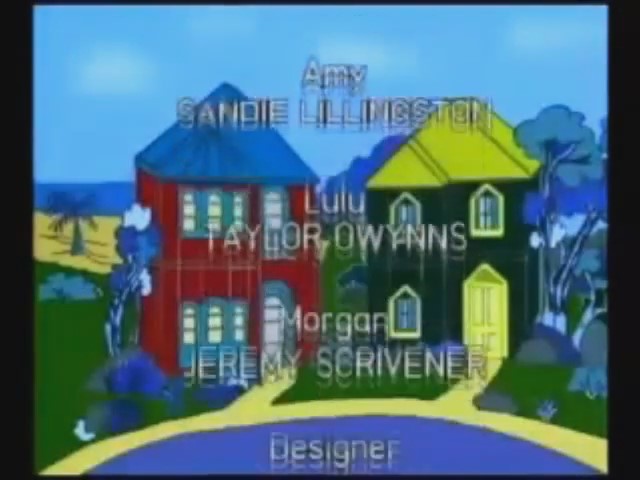 Amy
SANDIE LILLINGSTON
Lulu
TAYLOR OWYNNS
Morgan
JEREMY SCRIVENER
Designer